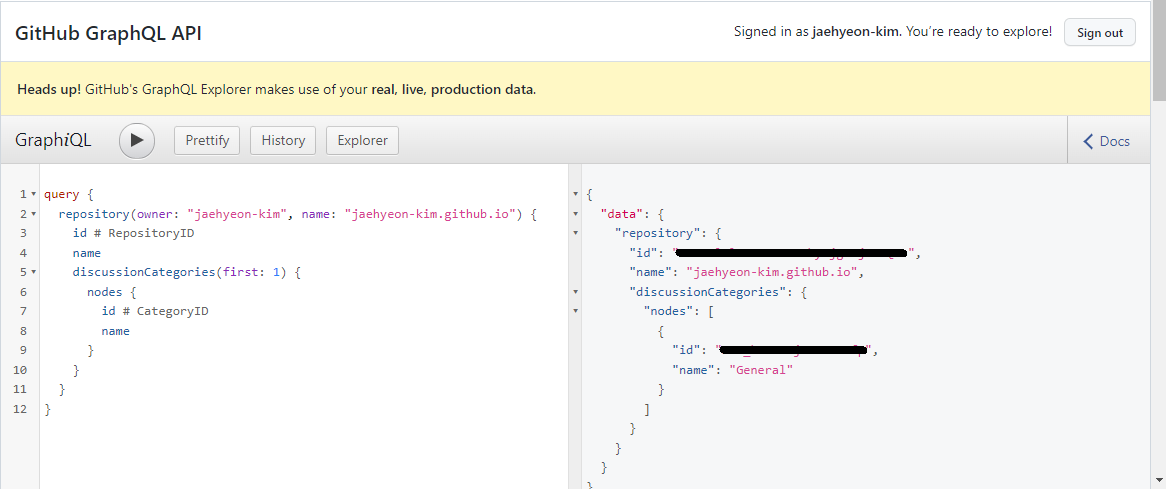 GitHub GraphQL API
Signed in as jaehyeon-kim. You're ready to explore!
Sign out
Heads up! GitHub's GraphQL Explorer makes use of your real, live, production data.
GraphiQL
Prettify
History
Explorer
Docs
1 query {
2 repository(owner: "jaehyeon-kim", name: "jaehyeon-kim.github.io") {
3 id # RepositoryID
4 name
5 discussionCategories(first: 1) {
6 nodes {
7 id # CategoryID
8 name
9 }
10 }
11 }
12 }
{
"data": {
"repository": {
"id": "",
"name": "jaehyeon-kim.github.io",
"discussionCategories": {
"nodes": [
{
"id": "",
"name": "General"
}
]
}
}
}
}